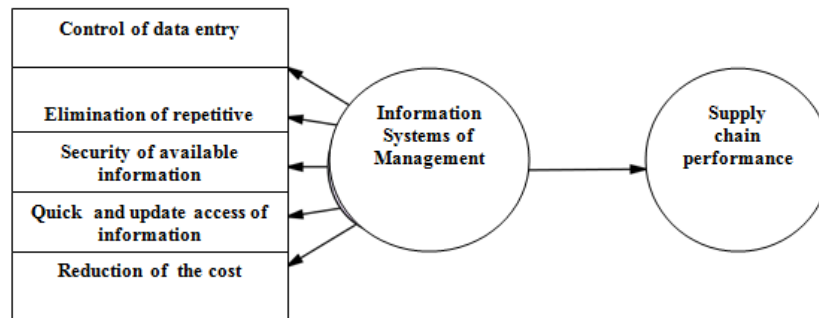 Control of data entry
Elimination of repetitive
Security of available
information
Quick and update access of
information
Reduction of the cost
Information
Systems of
Management
Supply
chain
performance